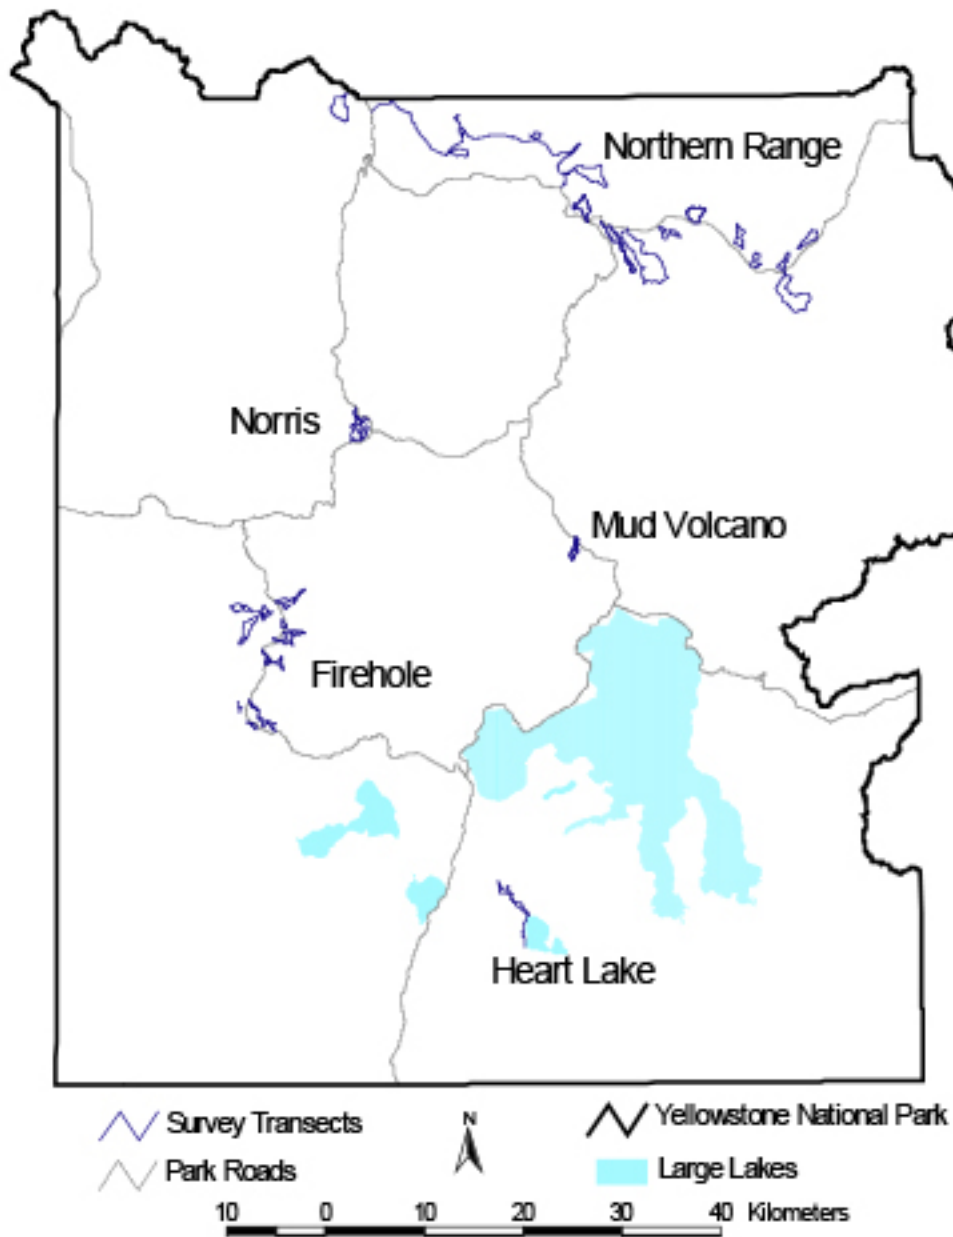 Northern Range
Norris
Mud Volcano
Firehole
Heart Lake
Survey Transects
N
Yellowstone National Park
Park Roads
Large Lakes
10 0 10 20 30 40 Kilometers